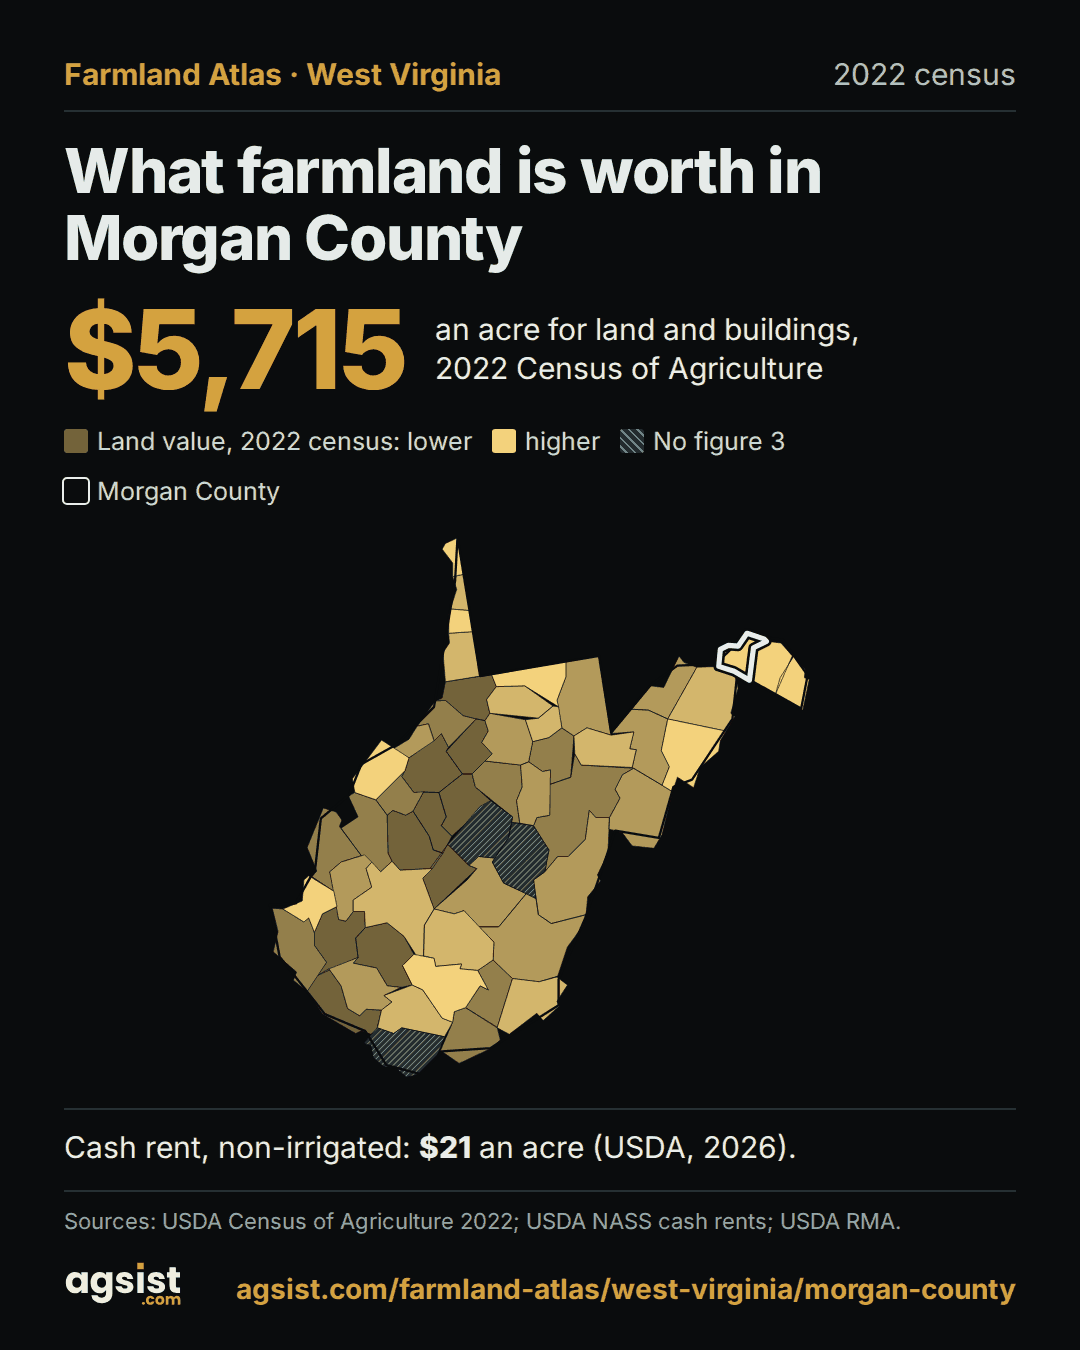 Farmland Atlas · West Virginia
2022 census
What farmland is worth in
Morgan County
$5,715
an acre for land and buildings,
2022 Census of Agriculture
Land value, 2022 census: lower
higher
No figure 3
Morgan County
Cash rent, non-irrigated: $21 an acre (USDA, 2026).
Sources: USDA Census of Agriculture 2022; USDA NASS cash rents; USDA RMA.
agsist
.com
agsist.com/farmland-atlas/west-virginia/morgan-county